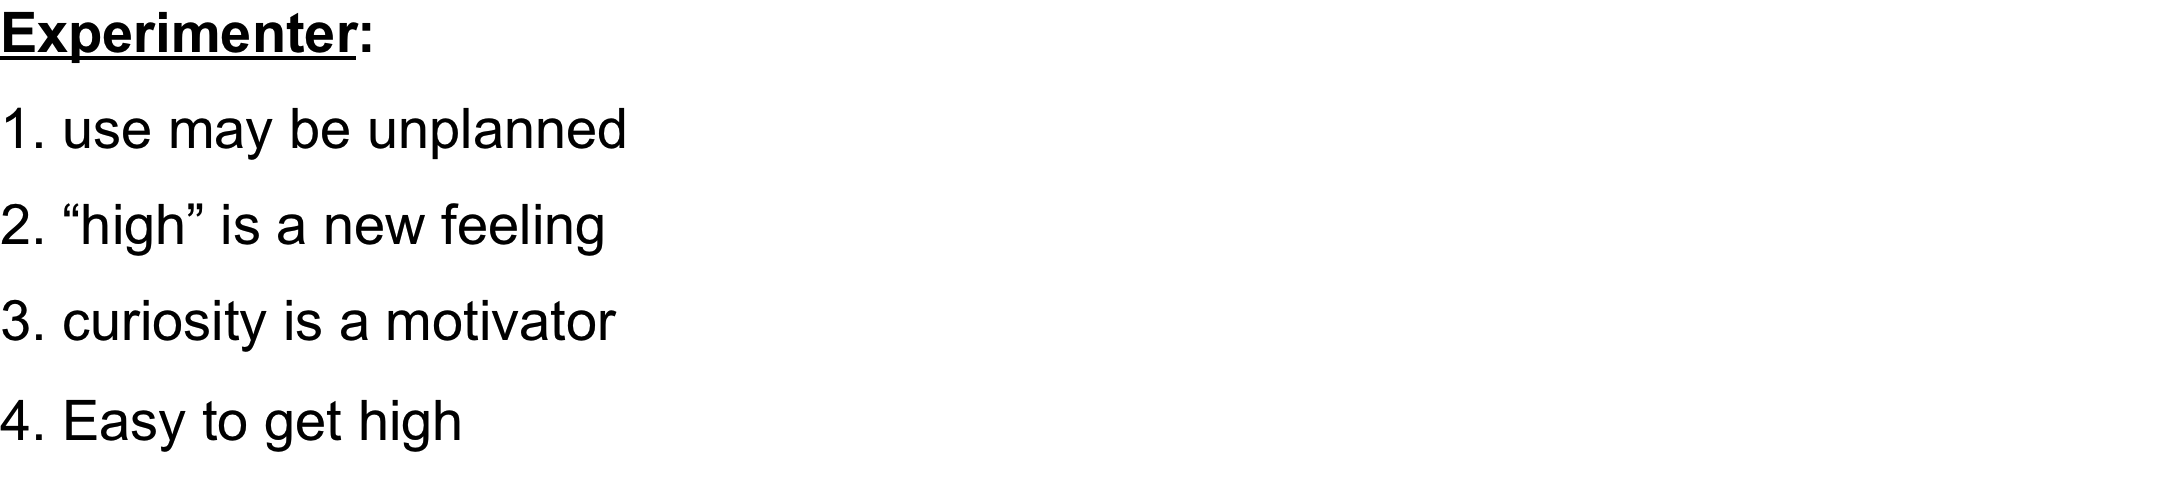 Experimenter:
1. use may be unplanned
2. “high” is a new feeling
3. curiosity is a motivator
4. Easy to get high